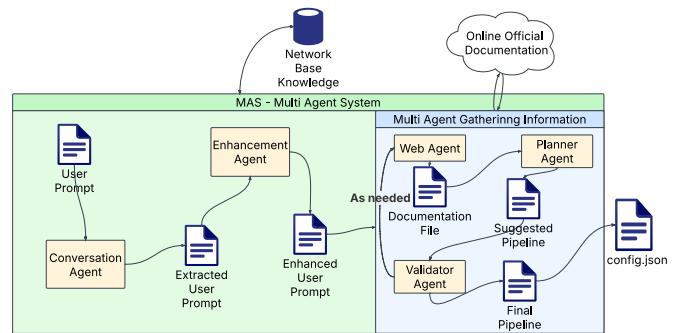 Network
Base
Knowledge
Online Official
Documentation
MAS - Multi Agent System
Multi Agent Gathering Information
User
Prompt
Conversation
Agent
Extracted
User
Prompt
Enhancement
Agent
Enhanced
User
Prompt
As needed
Web Agent
Documentation
File
Planner
Agent
Suggested
Pipeline
Validator
Agent
Final
Pipeline
config.json